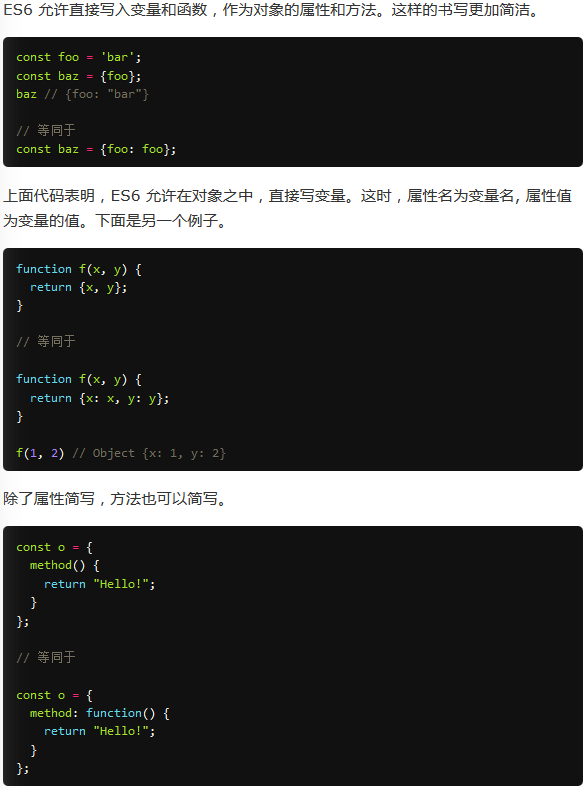 ES6 允许直接写入变量和函数，作为对象的属性和方法。这样的书写更加简洁。
const foo = 'bar';
const baz = {foo};
baz // {foo: "bar"}
// 等同于
const baz = {foo: foo};
上面代码表明，ES6 允许在对象之中，直接写变量。这时，属性名为变量名, 属性值
为变量的值。下面是另一个例子。
function f(x, y) {
  return {x, y};
}
// 等同于
function f(x, y) {
  return {x: x, y: y};
}
f(1, 2) // Object {x: 1, y: 2}
除了属性简写，方法也可以简写。
const o = {
  method() {
    return "Hello!";
  }
};
// 等同于
const o = {
  method: function() {
    return "Hello!";
  }
};